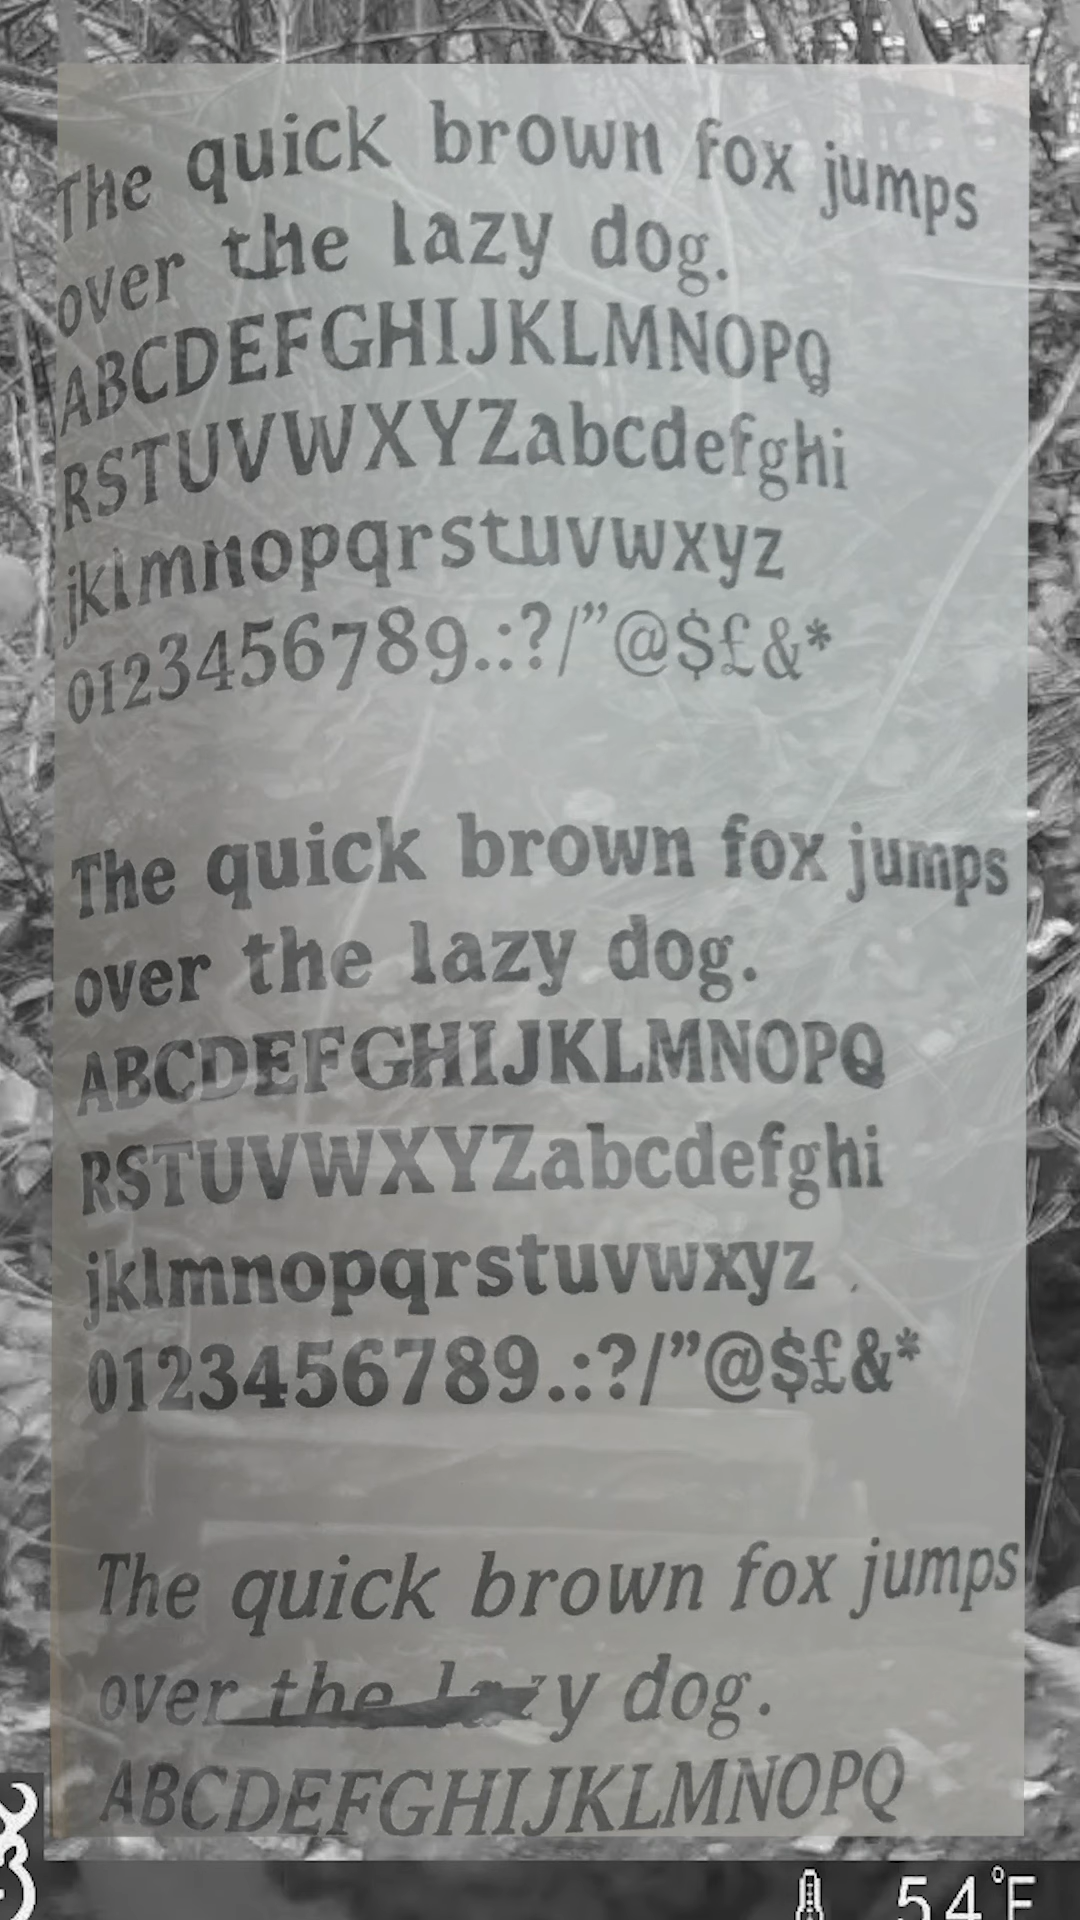 The quick brown fox jumps
over the lazy dog.
ABCDEFGHIJKLMNOPQ
RSTUVWXYZabcdefghi
jklmnopqrstuvwxyz
0123456789.:?/”@$£&*
The quick brown fox jumps
over the lazy dog.
ABCDEFGHIJKLMNOPQ
RSTUVWXYZabcdefghi
jklmnopqrstuvwxyz
0123456789.:?/”@$£&*
The quick brown fox jumps
over the lazy dog.
ABCDEFGHIJKLMNOPQ
54°F